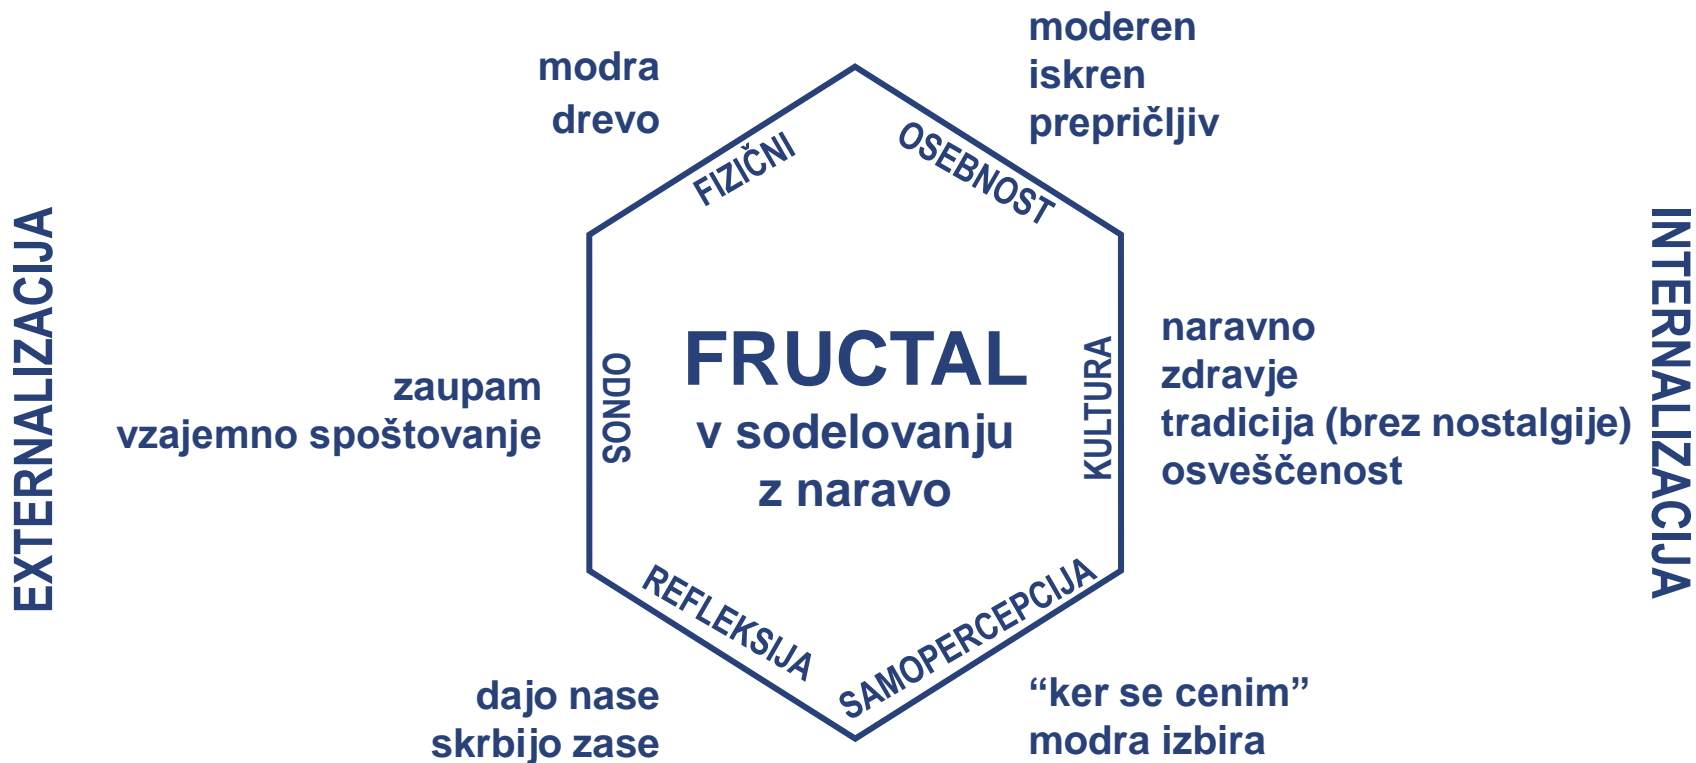 modra
drevo
moderen
iskren
prepričljiv
FIZIČNI
OSEBNOST
EXTERNALIZACIJA
INTERNALIZACIJA
zaupam
vzajemno spoštovanje
ODNOS
FRUCTAL
v sodelovanju
z naravo
KULTURA
naravno
zdravje
tradicija (brez nostalgije)
osveščenost
REFLEKSIJA
SAMOPERCEPCIJA
dajo nase
skrbijo zase
“ker se cenim”
modra izbira